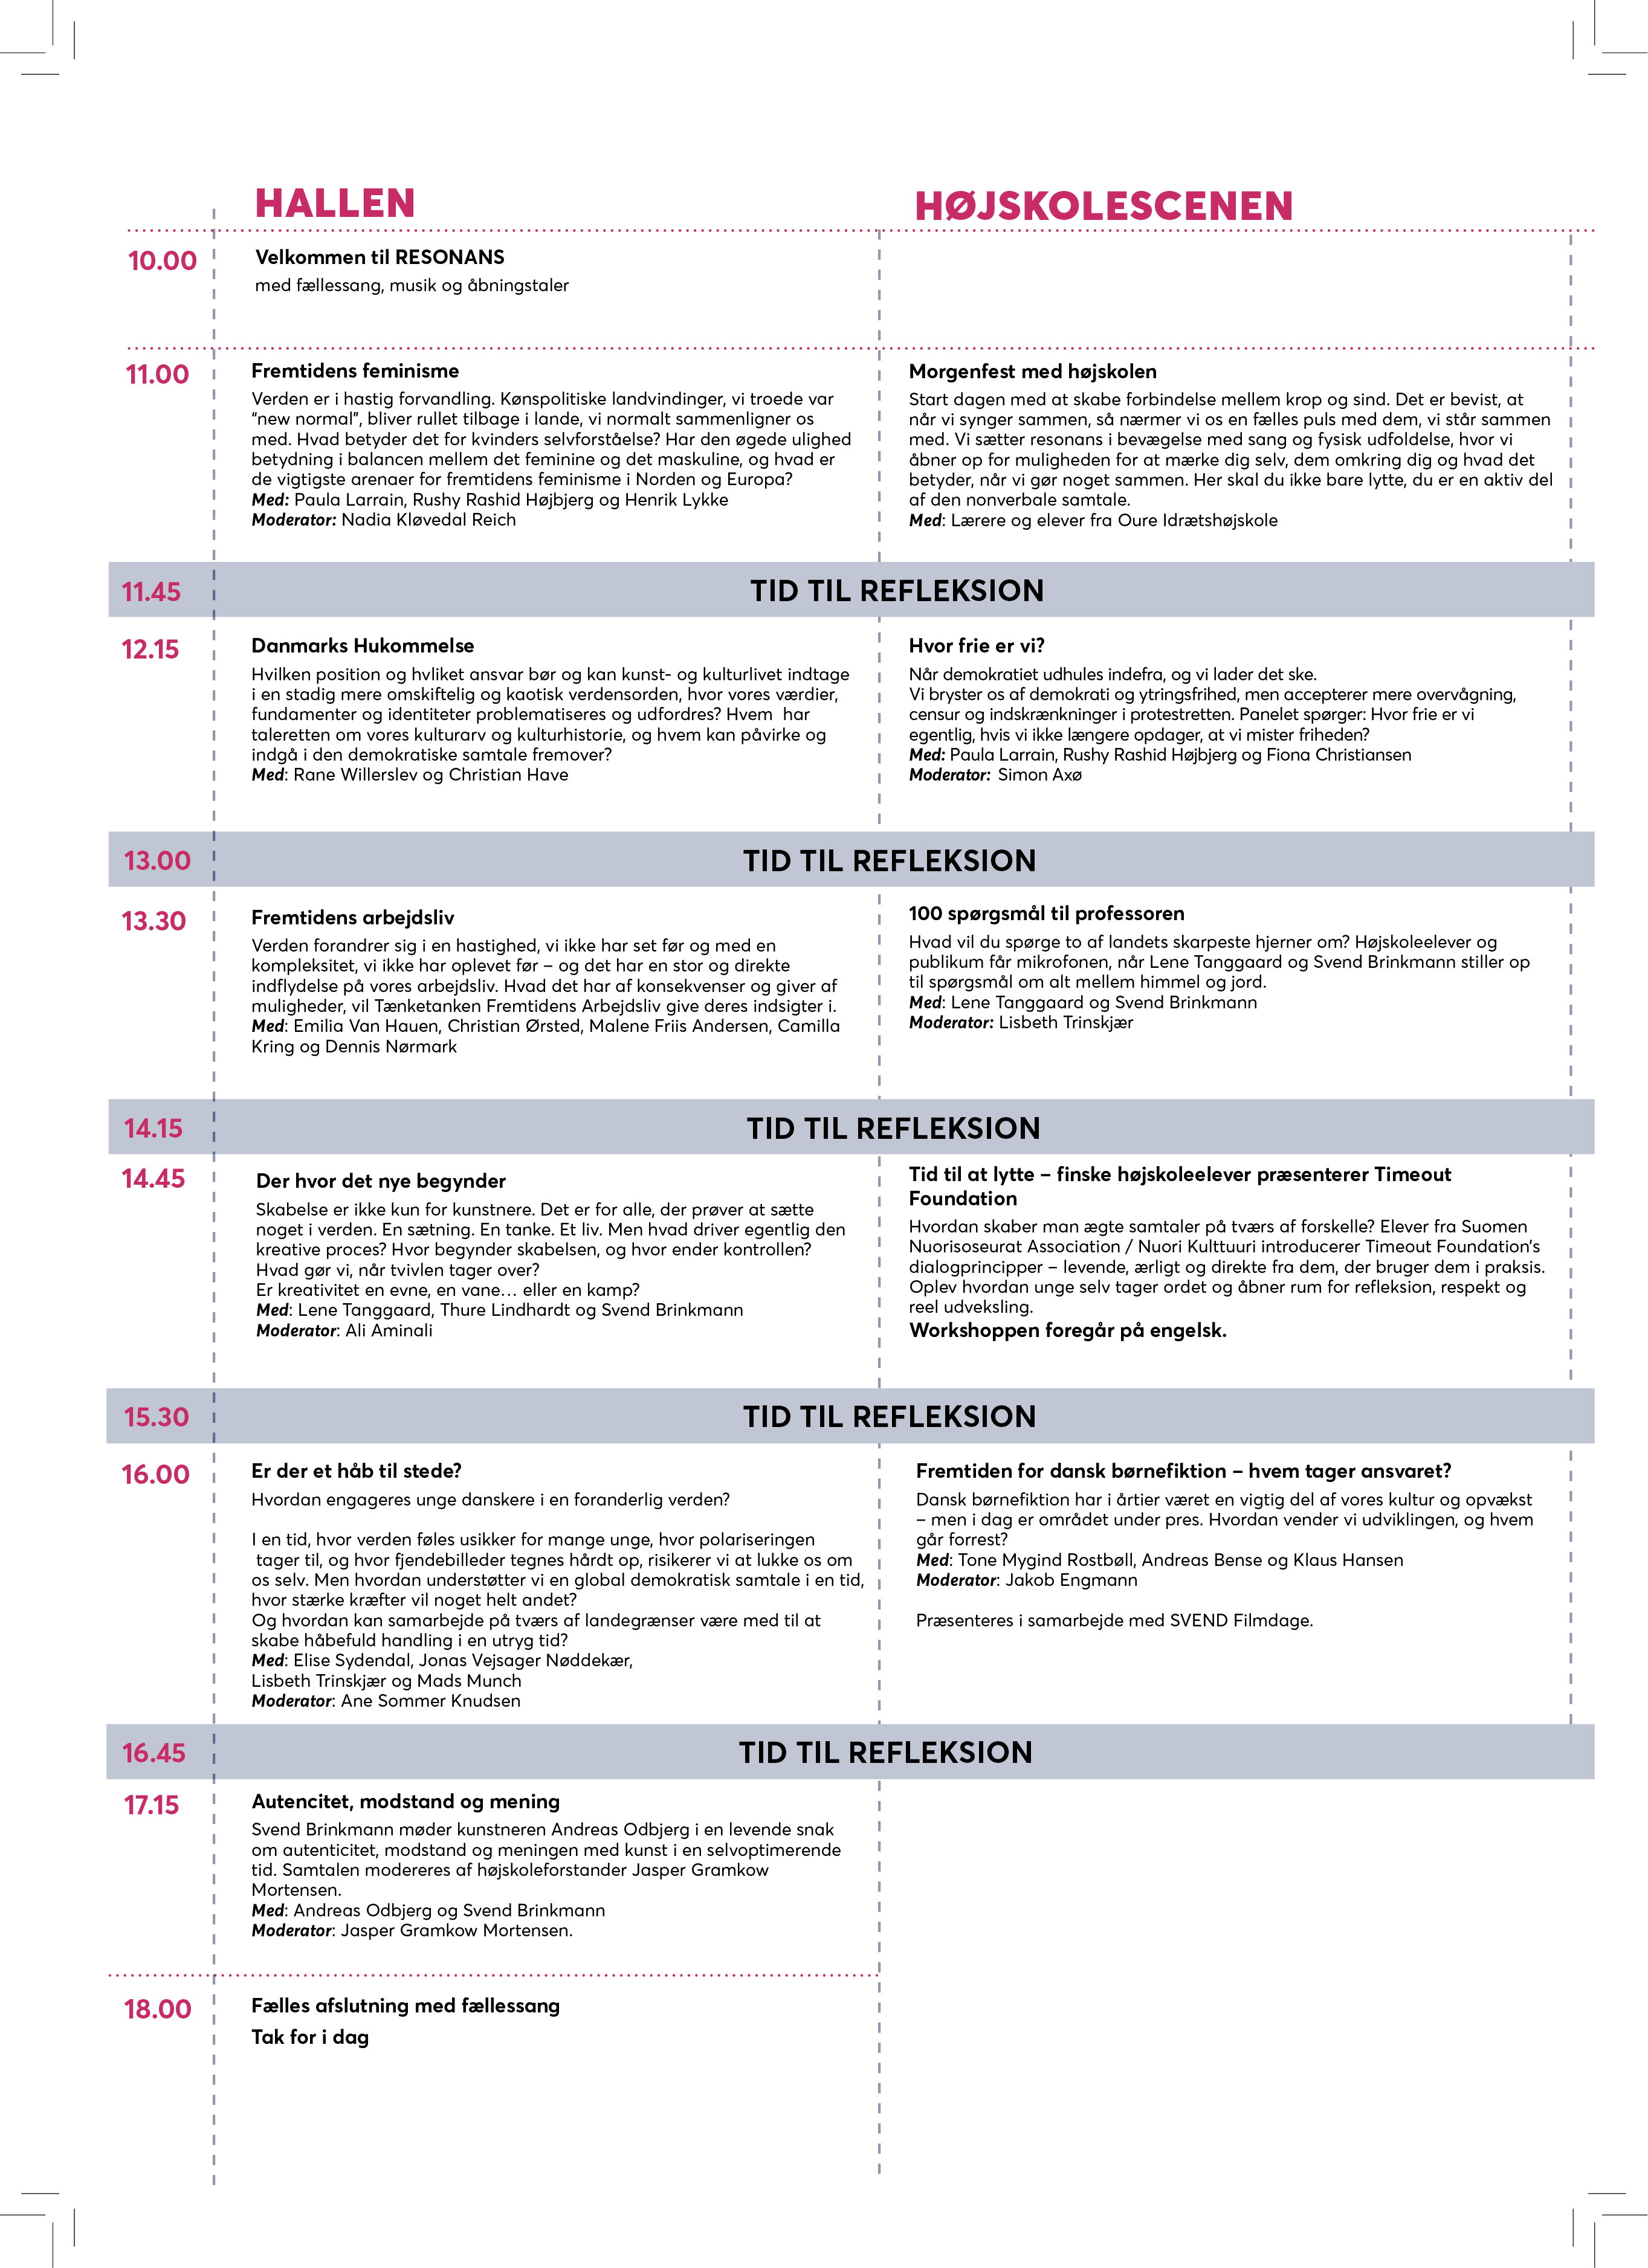 HALLEN
HØJSKOLESCENEN
10.00
Velkommen til RESONANS
med fællessang, musik og åbningstaler
11.00
Fremtidens feminisme
Verden er i hastig forvandling. Kønspolitiske landvindinger, vi troede var
“new normal”, bliver rullet tilbage i lande, vi normalt sammenligner os
med. Hvad betyder det for kvinders selvforståelse? Har den øgede ulighed
betydning i balancen mellem det feminine og det maskuline, og hvad er
de vigtigste arenaer for fremtidens feminisme i Norden og Europa?
Med: Paula Larrain, Rushy Rashid Højbjerg og Henrik Lykke
Moderator: Nadia Kløvedal Reich
Morgenfest med højskolen
Start dagen med at skabe forbindelse mellem krop og sind. Det er bevist, at
når vi synger sammen, så nærmer vi os en fælles puls med dem, vi står sammen
med. Vi sætter resonans i bevægelse med sang og fysisk udfoldelse, hvor vi
åbner op for muligheden for at mærke dig selv, dem omkring dig og hvad det
betyder, når vi gør noget sammen. Her skal du ikke bare lytte, du er en aktiv del
af den nonverbale samtale.
Med: Lærere og elever fra Oure Idrætshøjskole
11.45
TID TIL REFLEKSION
12.15
Danmarks Hukommelse
Hvilken position og hvliket ansvar bør og kan kunst- og kulturlivet indtage
i en stadig mere omskiftelig og kaotisk verdensorden, hvor vores værdier,
fundamenter og identiteter problematiseres og udfordres? Hvem  har
taleretten om vores kulturarv og kulturhistorie, og hvem kan påvirke og
indgå i den demokratiske samtale fremover?
Med: Rane Willerslev og Christian Have
Hvor frie er vi?
Når demokratiet udhules indefra, og vi lader det ske.
Vi bryster os af demokrati og ytringsfrihed, men accepterer mere overvågning,
censur og indskrænkninger i protestretten. Panelet spørger: Hvor frie er vi
egentlig, hvis vi ikke længere opdager, at vi mister friheden?
Med: Paula Larrain, Rushy Rashid Højbjerg og Fiona Christiansen
Moderator: Simon Axø
13.00
TID TIL REFLEKSION
13.30
Fremtidens arbejdsliv
Verden forandrer sig i en hastighed, vi ikke har set før og med en
kompleksitet, vi ikke har oplevet før – og det har en stor og direkte
indflydelse på vores arbejdsliv. Hvad det har af konsekvenser og giver af
muligheder, vil Tænketanken Fremtidens Arbejdsliv give deres indsigter i.
Med: Emilia Van Hauen, Christian Ørsted, Malene Friis Andersen, Camilla
Kring og Dennis Nørmark
100 spørgsmål til professoren
Hvad vil du spørge to af landets skarpeste hjerner om? Højskoleelever og
publikum får mikrofonen, når Lene Tanggaard og Svend Brinkmann stiller op
til spørgsmål om alt mellem himmel og jord.
Med: Lene Tanggaard og Svend Brinkmann
Moderator: Lisbeth Trinskjær
14.15
TID TIL REFLEKSION
14.45
Der hvor det nye begynder
Skabelse er ikke kun for kunstnere. Det er for alle, der prøver at sætte
noget i verden. En sætning. En tanke. Et liv. Men hvad driver egentlig den
kreative proces? Hvor begynder skabelsen, og hvor ender kontrollen?
Hvad gør vi, når tvivlen tager over?
Er kreativitet en evne, en vane… eller en kamp?
Med: Lene Tanggaard, Thure Lindhardt og Svend Brinkmann
Moderator: Ali Aminali
Tid til at lytte – finske højskoleelever præsenterer Timeout
Foundation
Hvordan skaber man ægte samtaler på tværs af forskelle? Elever fra Suomen
Nuorisoseurat Association / Nuori Kulttuuri introducerer Timeout Foundation’s
dialogprincipper – levende, ærligt og direkte fra dem, der bruger dem i praksis.
Oplev hvordan unge selv tager ordet og åbner rum for refleksion, respekt og
reel udveksling.
Workshoppen foregår på engelsk.
15.30
TID TIL REFLEKSION
16.00
Er der et håb til stede?
Hvordan engageres unge danskere i en foranderlig verden?
I en tid, hvor verden føles usikker for mange unge, hvor polariseringen
tager til, og hvor fjendebilleder tegnes hårdt op, risikerer vi at lukke os om
os selv. Men hvordan understøtter vi en global demokratisk samtale i en tid,
hvor stærke kræfter vil noget helt andet?
Og hvordan kan samarbejde på tværs af landegrænser være med til at
skabe håbefuld handling i en utryg tid?
Med: Elise Sydendal, Jonas Vejsager Nøddekær,
Lisbeth Trinskjær og Mads Munch
Moderator: Ane Sommer Knudsen
Fremtiden for dansk børnefiktion – hvem tager ansvaret?
Dansk børnefiktion har i årtier været en vigtig del af vores kultur og opvækst
– men i dag er området under pres. Hvordan vender vi udviklingen, og hvem
går forrest?
Med: Tone Mygind Rostbøll, Andreas Bense og Klaus Hansen
Moderator: Jakob Engmann
Præsenteres i samarbejde med SVEND Filmdage.
16.45
TID TIL REFLEKSION
17.15
Autencitet, modstand og mening
Svend Brinkmann møder kunstneren Andreas Odbjerg i en levende snak
om autenticitet, modstand og meningen med kunst i en selvoptimerende
tid. Samtalen modereres af højskoleforstander Jasper Gramkow
Mortensen.
Med: Andreas Odbjerg og Svend Brinkmann
Moderator: Jasper Gramkow Mortensen.
18.00
Fælles afslutning med fællessang
Tak for i dag